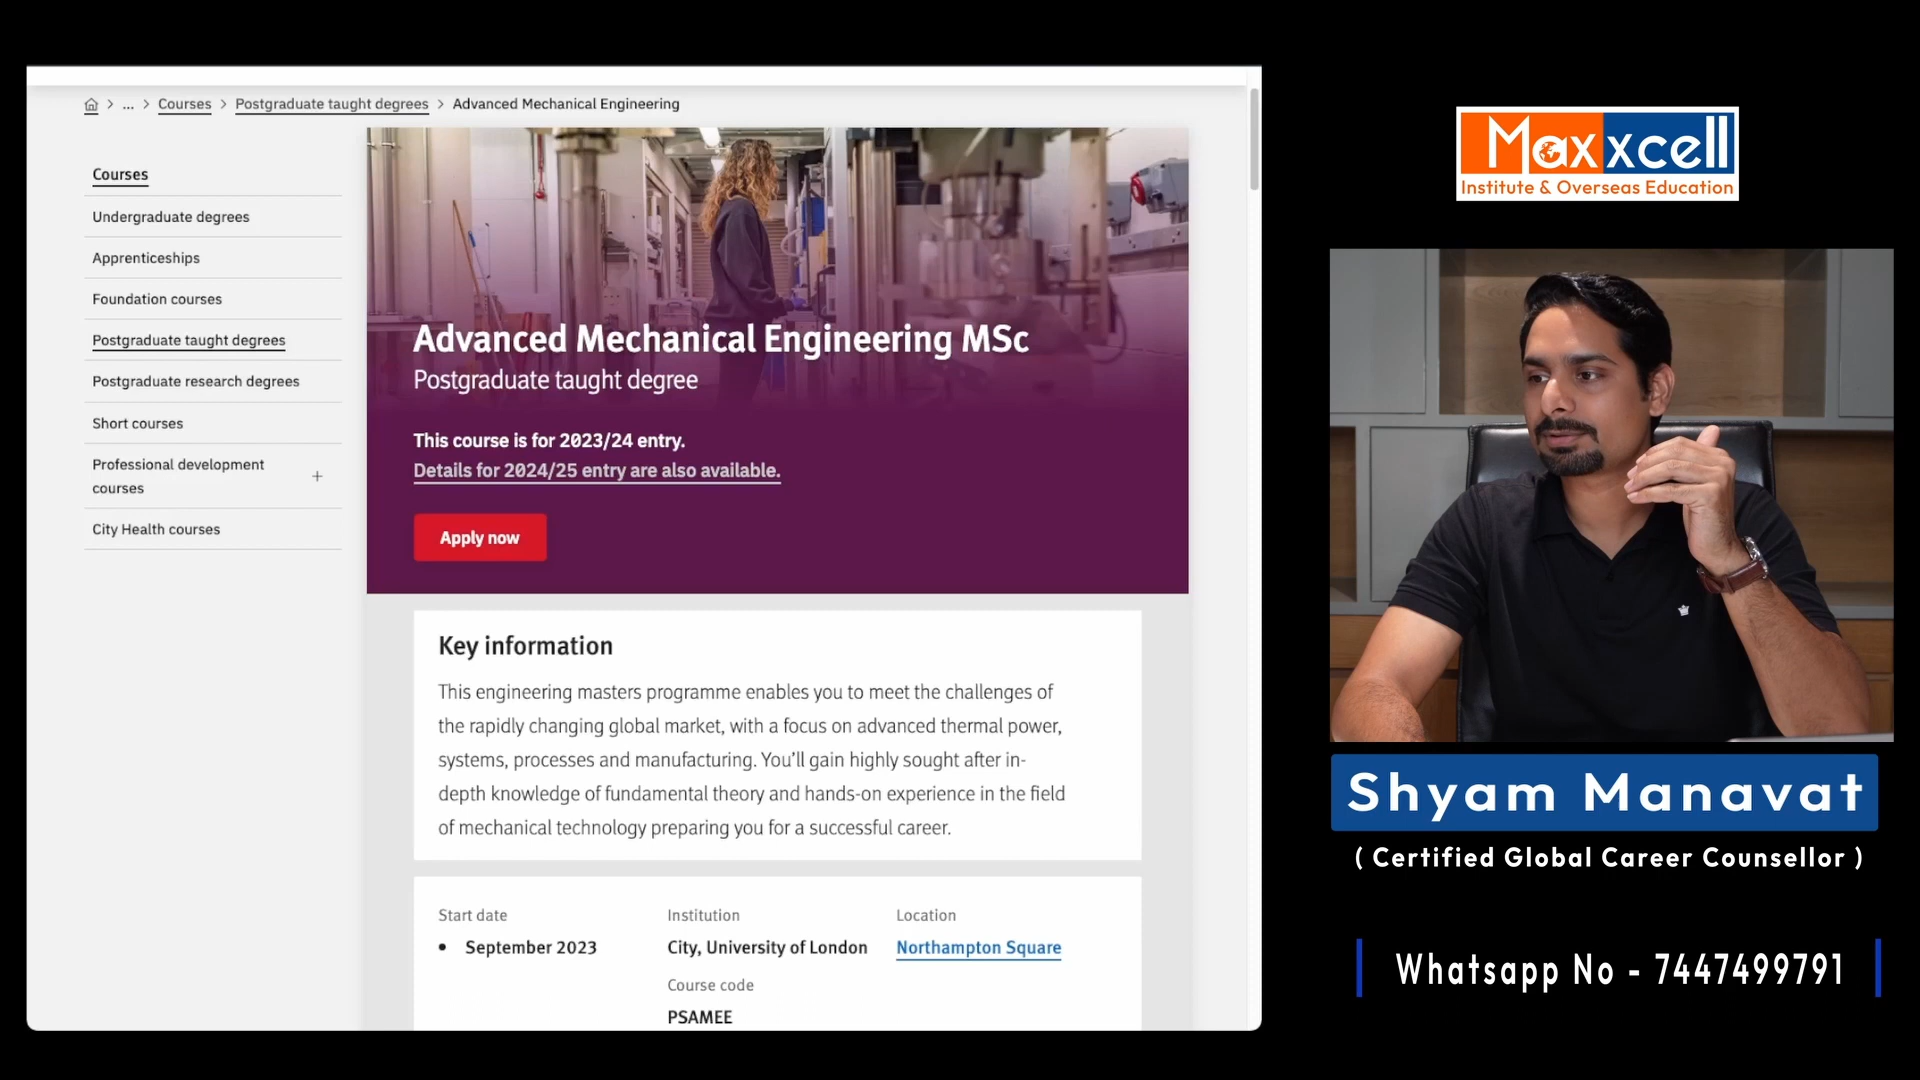 ... Courses Postgraduate taught degrees Advanced Mechanical Engineering
Courses
Undergraduate degrees
Apprenticeships
Foundation courses
Postgraduate taught degrees
Postgraduate research degrees
Short courses
Professional development
courses
+
City Health courses
Advanced Mechanical Engineering MSc
Postgraduate taught degree
This course is for 2023/24 entry.
Details for 2024/25 entry are also available.
Apply now
Key information
This engineering masters programme enables you to meet the challenges of
the rapidly changing global market, with a focus on advanced thermal power,
systems, processes and manufacturing. You’ll gain highly sought after in-
depth knowledge of fundamental theory and hands-on experience in the field
of mechanical technology preparing you for a successful career.
Start date
• September 2023
Institution
City, University of London
Course code
PSAMEE
Location
Northampton Square
Maxxcell
Institute & Overseas Education
Shyam Manavat
( Certified Global Career Counsellor )
Whatsapp No - 7447499791